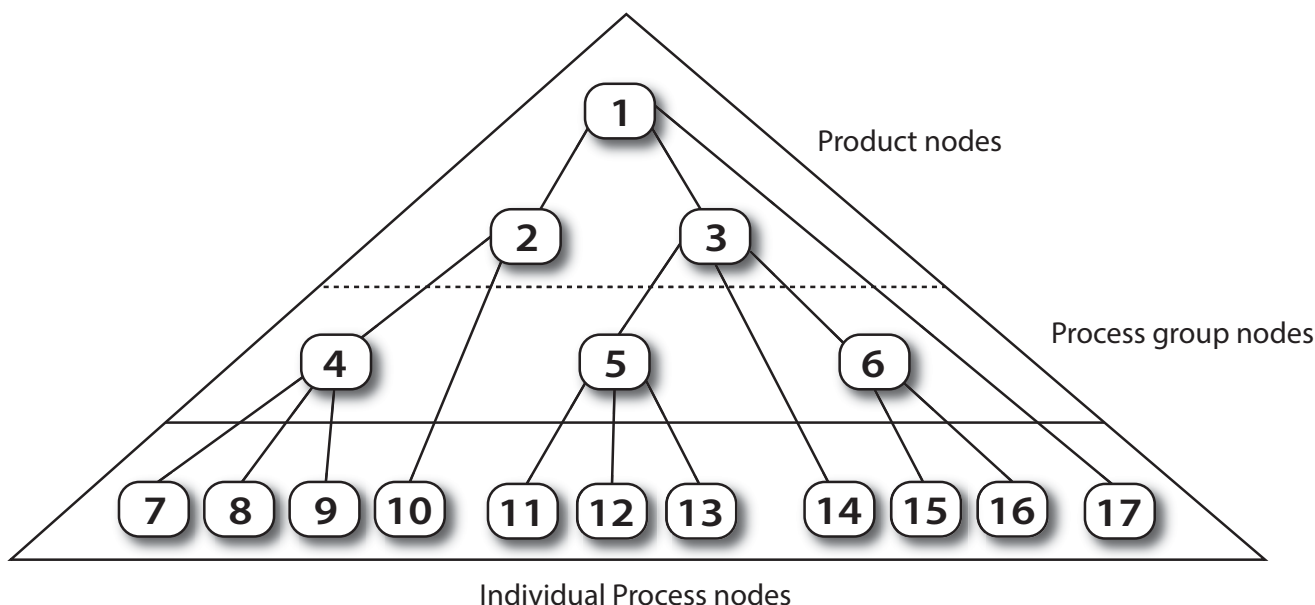 1
Product nodes
2 3
Process group nodes
4 5 6
7 8 9 10 11 12 13 14 15 16 17
Individual Process nodes